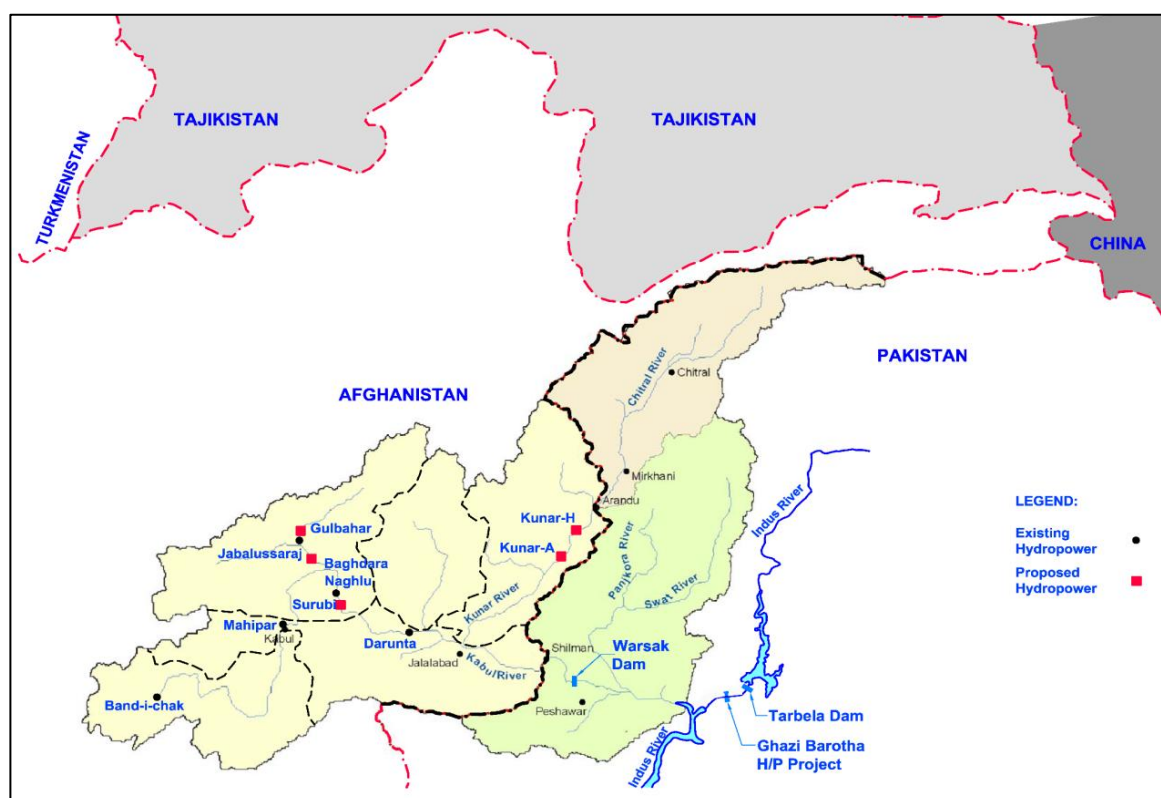 TAJIKISTAN
TAJIKISTAN
TURKMENISTAN
CHINA
PAKISTAN
AFGHANISTAN
Chitral River
Chitral
Mirkhani
Arandu
Indus River
LEGEND:
Existing
Hydropower
Proposed
Hydropower
Gulbahar
Jabalussaraj
Baghdara
Naghlu
Surubi
Kunar-H
Kunar-A
Panjkora River
Swat River
Kunar River
Mahipar
Kabul
Darunta
Jalalabad
Kabul River
Shilman
Warsak
Dam
Band-i-chak
Peshawar
Tarbela Dam
Ghazi Barotha
H/P Project
Indus River